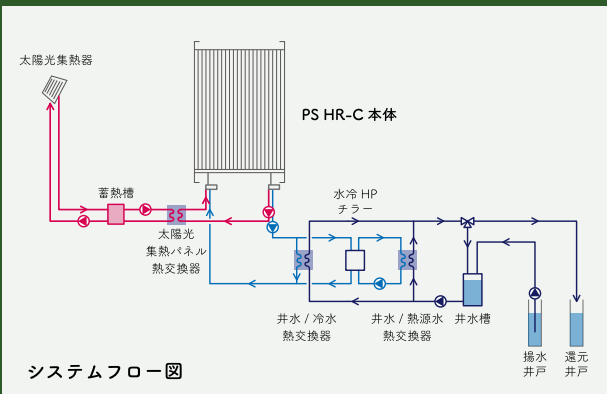 太陽光集熱器
PS HR-C 本体
蓄熱槽
水冷 HP
チラー
太陽光
集熱パネル
熱交換器
井水 / 冷水
熱交換器
井水 / 熱源水
熱交換器
井水槽
揚水
井戸
還元
井戸
システムフロー図